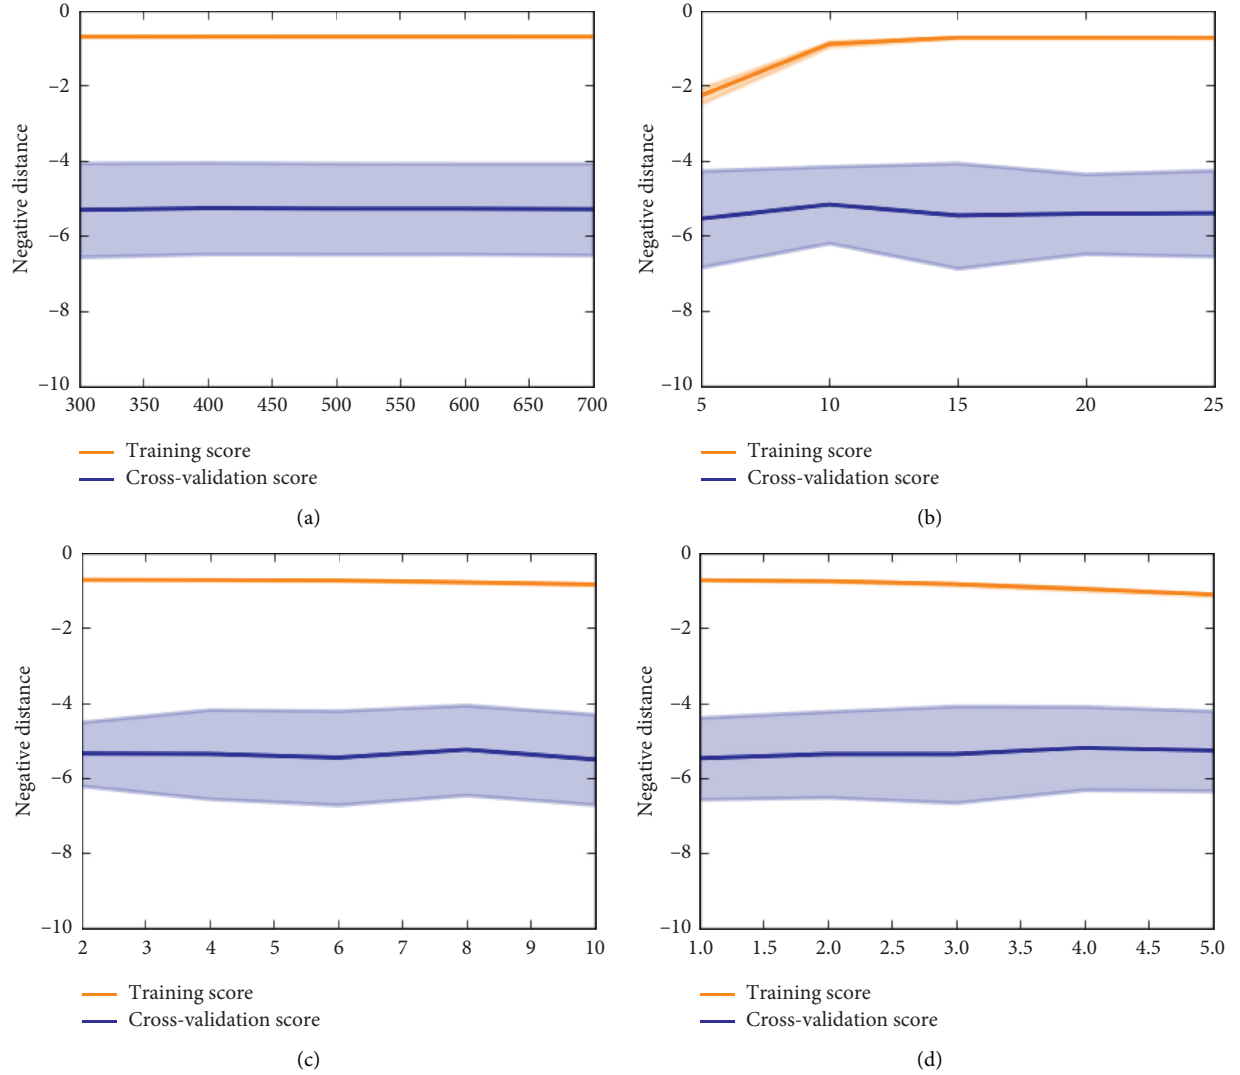 0
−2
−4
−6
−8
−10
Negative distance
300 350 400 450 500 550 600 650 700
Training score
Cross-validation score
(a)
0
−2
−4
−6
−8
−10
Negative distance
5 10 15 20 25
Training score
Cross-validation score
(b)
0
−2
−4
−6
−8
−10
Negative distance
2 3 4 5 6 7 8 9 10
Training score
Cross-validation score
(c)
0
−2
−4
−6
−8
−10
Negative distance
1.0 1.5 2.0 2.5 3.0 3.5 4.0 4.5 5.0
Training score
Cross-validation score
(d)